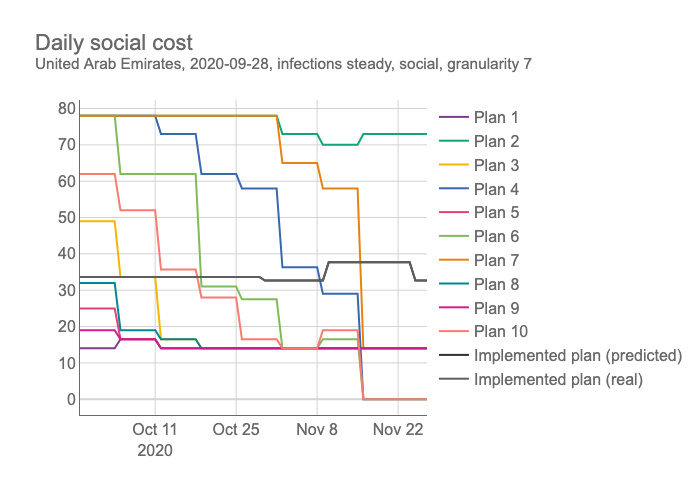 Daily social cost
United Arab Emirates, 2020-09-28, infections steady, social, granularity 7
80
70
60
50
40
30
20
10
0
Oct 11
2020
Oct 25
Nov 8
Nov 22
Plan 1
Plan 2
Plan 3
Plan 4
Plan 5
Plan 6
Plan 7
Plan 8
Plan 9
Plan 10
Implemented plan (predicted)
Implemented plan (real)